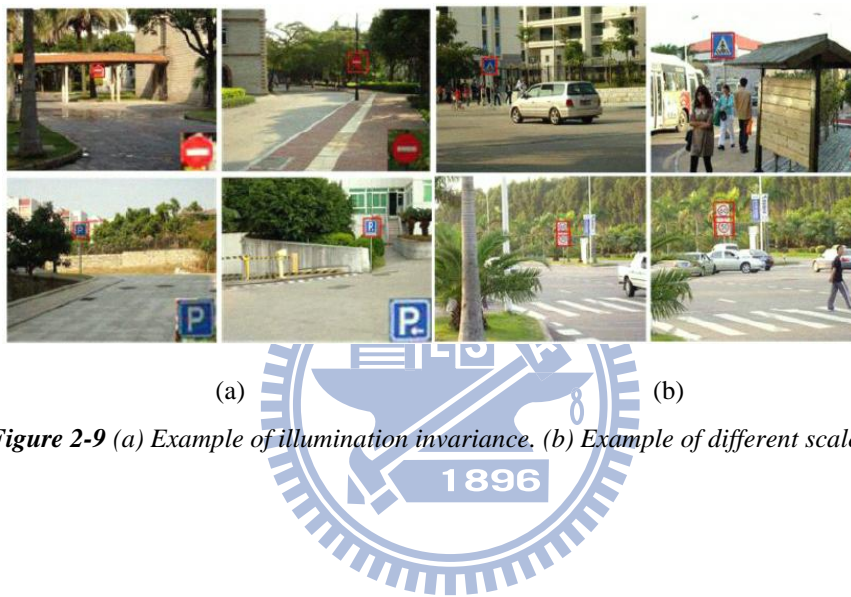 P
P
(a) (b)
Figure 2-9 (a) Example of illumination invariance. (b) Example of different scale
1896